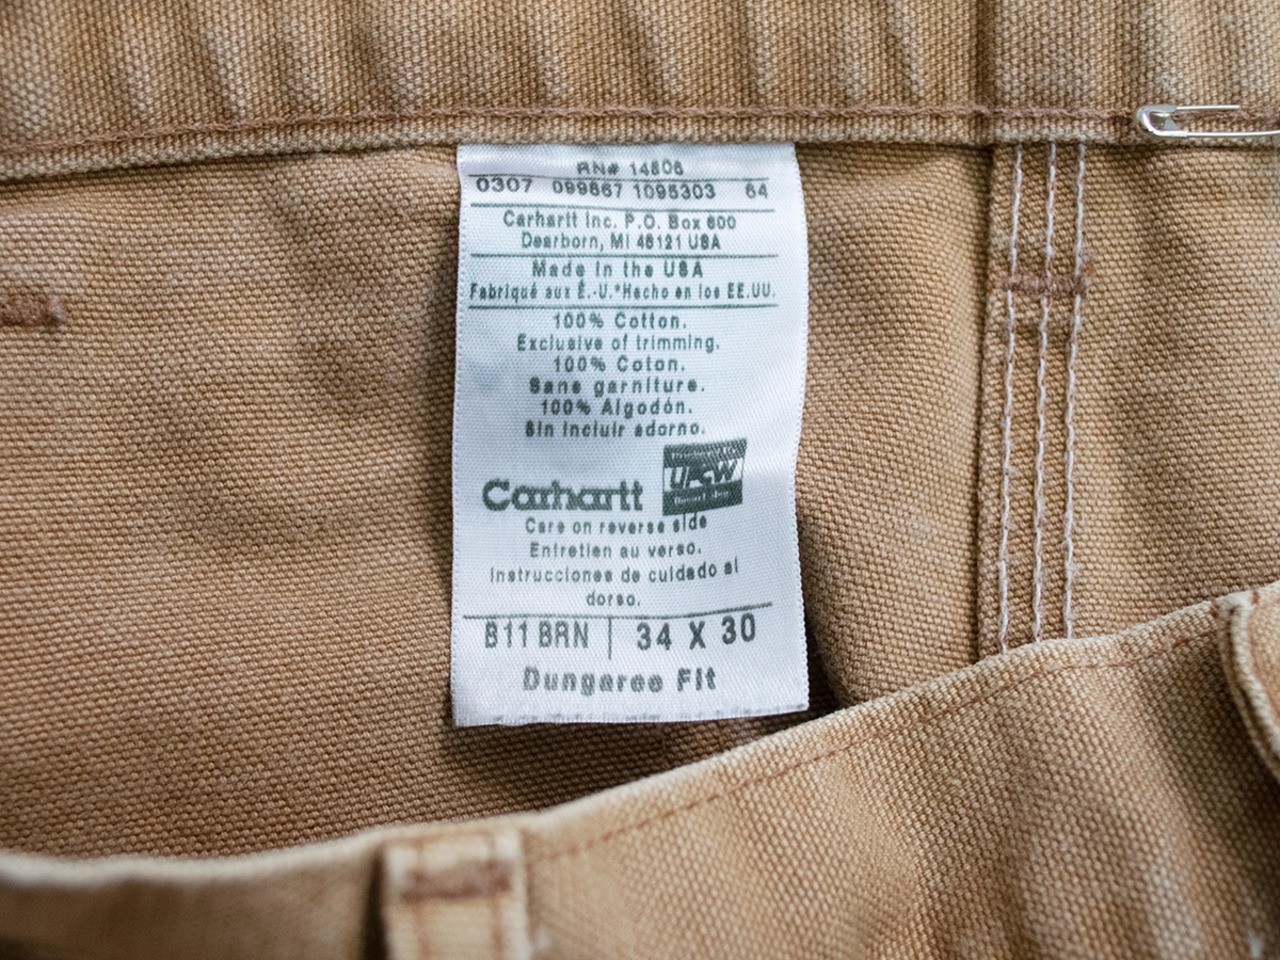 RN# 14806
0307 099867 1095303 64
Carhartt Inc. P.O. Box 600
Dearborn, MI 48121 USA
Made in the USA
Fabriqué aux É.-U.*Hecho en los EE.UU.
100% Cotton.
Exclusive of trimming.
100% Coton.
Sans garniture.
100% Algodón.
Sin incluir adorno.
UFCW
Carhartt
Care on reverse side
Entretien au verso.
Instrucciones de cuidado al
dorso.
B11 BRN | 34 X 30
Dungaree Fit